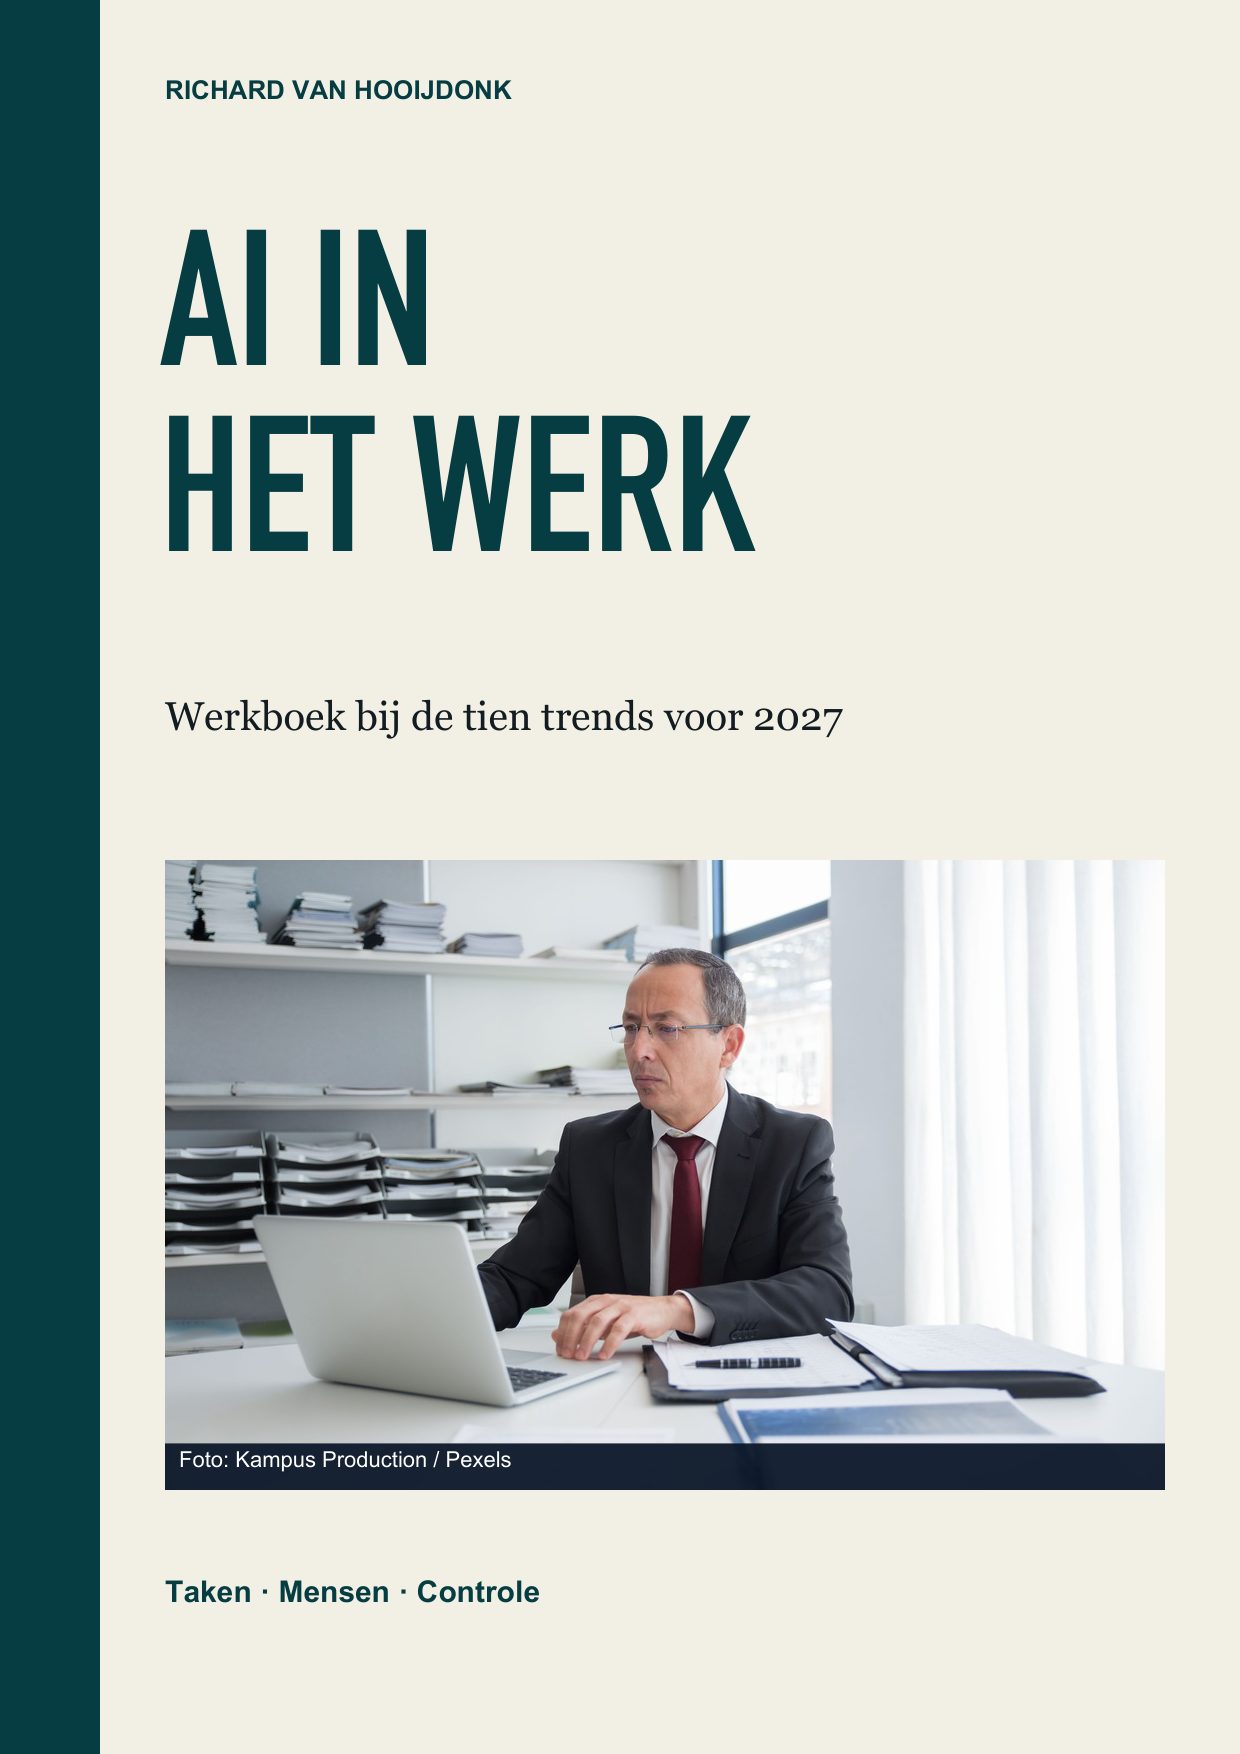 RICHARD VAN HOOIJDONK
AI IN
HET WERK
Werkboek bij de tien trends voor 2027
Foto: Kampus Production / Pexels
Taken · Mensen · Controle